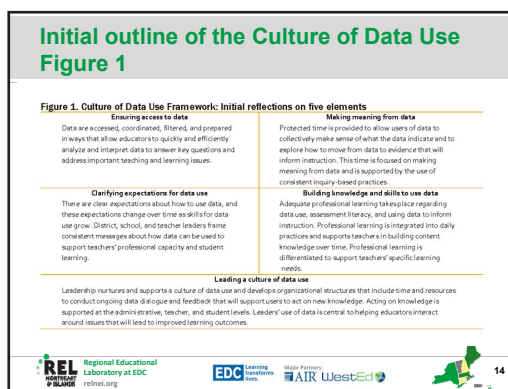 Initial outline of the Culture of Data Use
Figure 1
Figure 1. Culture of Data Use Framework: Initial reflections on five elements
Ensuring access to data
Data are accessed, coordinated, filtered, and prepared
in ways that allow educators to quickly and efficiently
analyze and interpret data to answer key questions and
address important teaching and learning issues.
Making meaning from data
Protected time is provided to allow users of data to
collectively make sense of what the data indicate and to
explore how to move from data to evidence that will
inform instruction. This time is focused on making
meaning from data and is supported by the use of
consistent inquiry-based practices.
Clarifying expectations for data use
There are clear expectations about how to use data, and
these expectations change over time as skills for data
use grow. District, school, and teacher leaders frame
consistent messages about how data can be used to
support teachers' professional capacity and student
learning.
Building knowledge and skills to use data
Adequate professional learning takes place regarding
data use, assessment literacy, and using data to inform
instruction. Professional learning is integrated into daily
practices and supports teachers in building content
knowledge over time. Professional learning is
differentiated to support teachers' specific learning
needs.
Leading a culture of data use
Leadership nurtures and supports a culture of data use and develops organizational structures that include time and resources
to conduct ongoing data dialogue and feedback that will support users to act on new knowledge. Acting on knowledge is
supported at the administrative, teacher, and student levels. Leaders' use of data is central to helping educators interact
around issues that will lead to improved learning outcomes.
REL
NORTHEAST
& ISLANDS
Regional Educational
Laboratory at EDC
relnei.org
EDC
Learning
transforms
lives.
Major Partners:
AIR WestEd
14